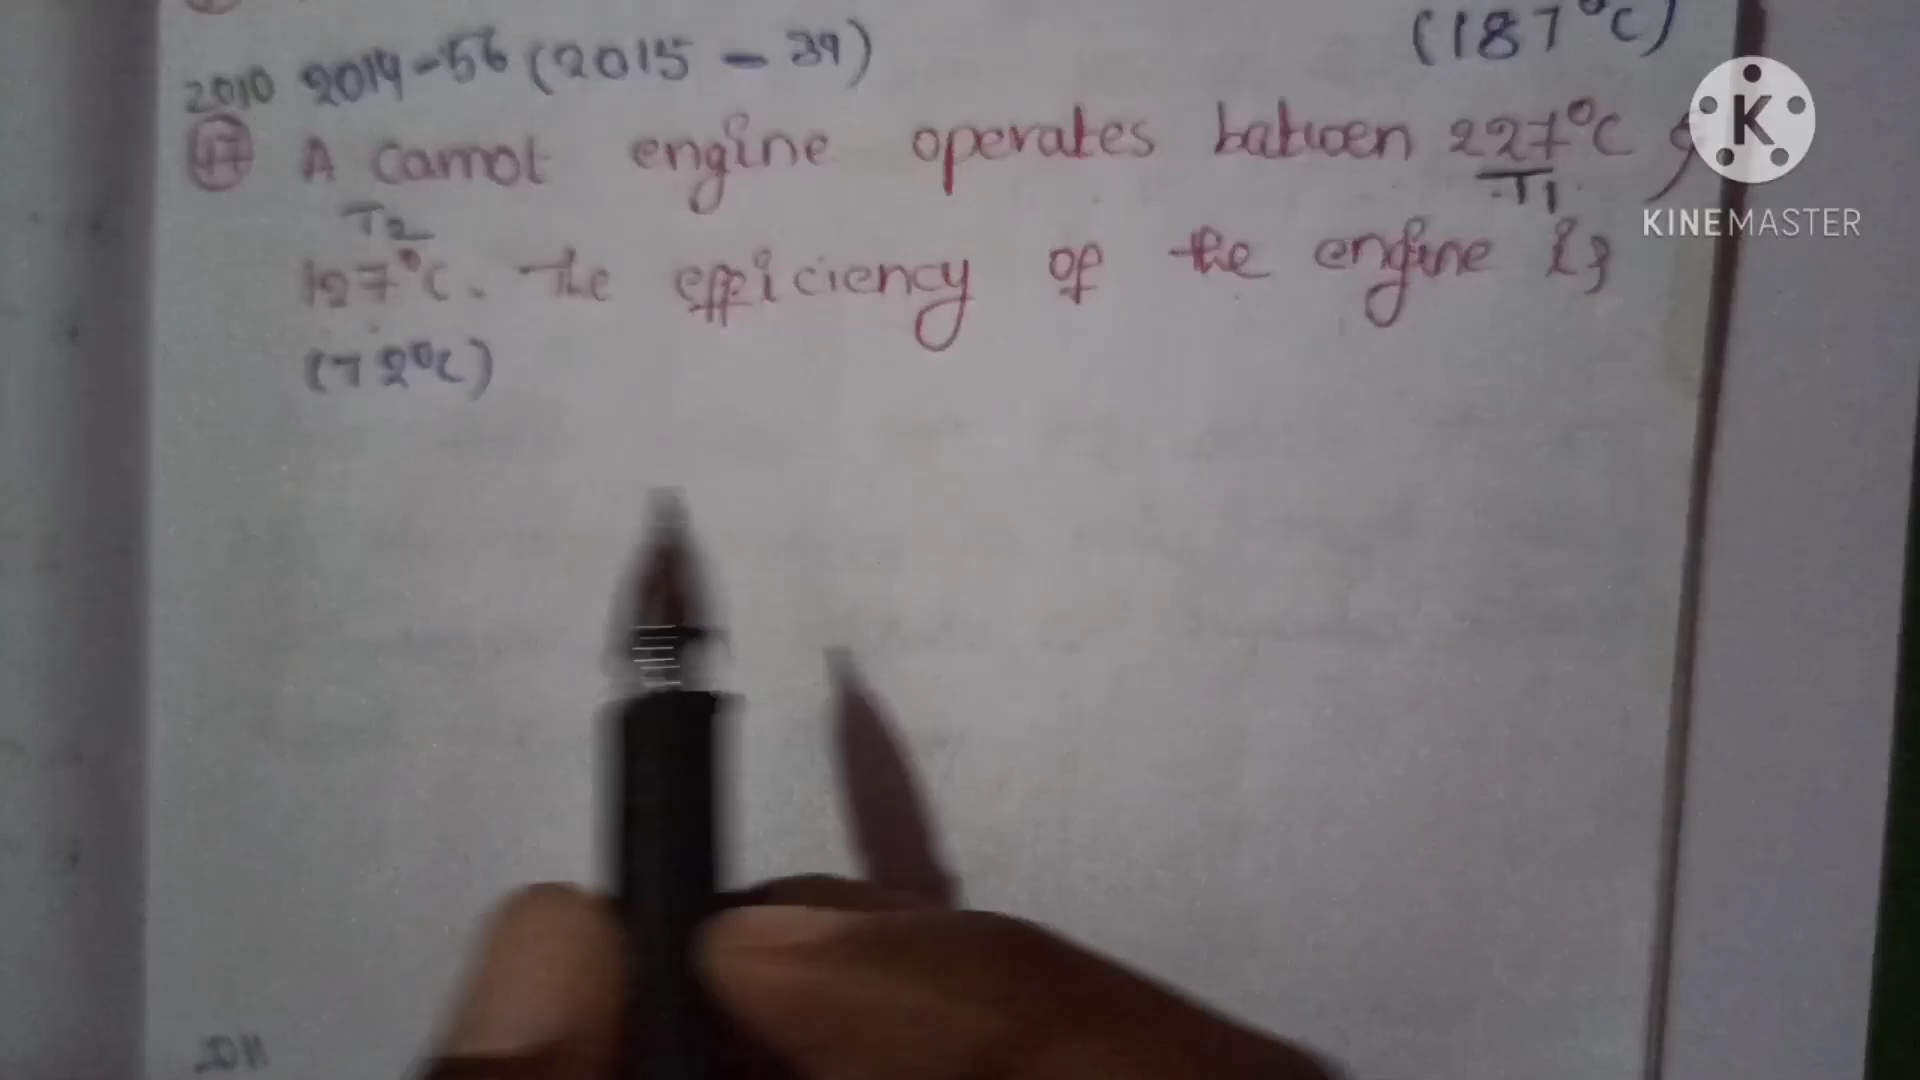 (187°C)
2010 2014-56 (2015 - 39)
47 A carnot engine operates between 227°C &
T1
T2
127°C. The efficiency of the engine is
(72°C)
2011
K
KINEMASTER